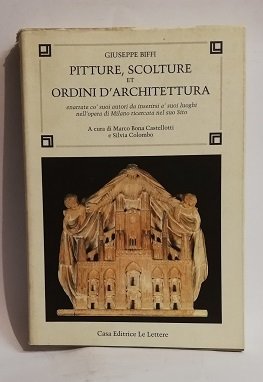 GIUSEPPE BIFFI
PITTURE, SCOLTURE
ET
ORDINI D'ARCHITETTURA
enarrate co' suoi autori da inserirsi a' suoi luoghi
nell'opera di Milano ricercata nel suo Sito
A cura di Marco Bona Castellotti
e Silvia Colombo
Casa Editrice Le Lettere